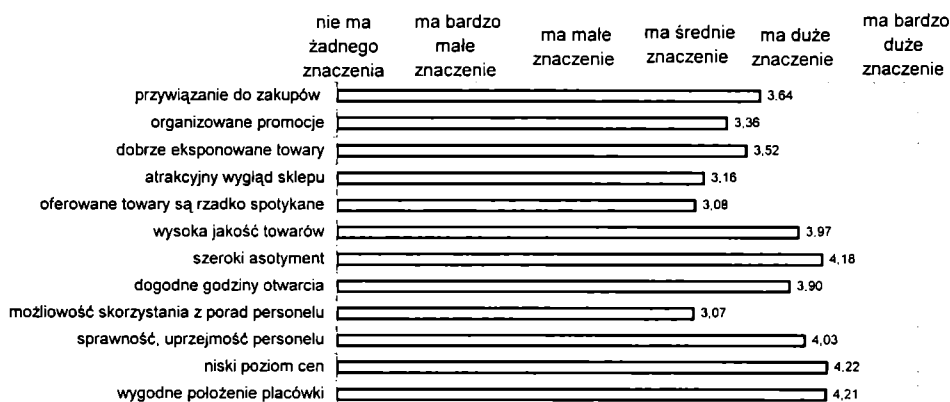 nie ma żadnego znaczenia
ma bardzo małe znaczenie
ma małe znaczenie
ma średnie znaczenie
ma duże znaczenie
ma bardzo duże znaczenie
przywiązanie do zakupów 3.64
organizowane promocje 3,36
dobrze eksponowane towary 3,52
atrakcyjny wygląd sklepu 3,16
oferowane towary są rzadko spotykane 3,08
wysoka jakość towarów 3.97
szeroki asotyment 4,18
dogodne godziny otwarcia 3,90
możliwość skorzystania z porad personelu 3,07
sprawność, uprzejmość personelu 4,03
niski poziom cen 4,22
wygodne położenie placówki 4,21